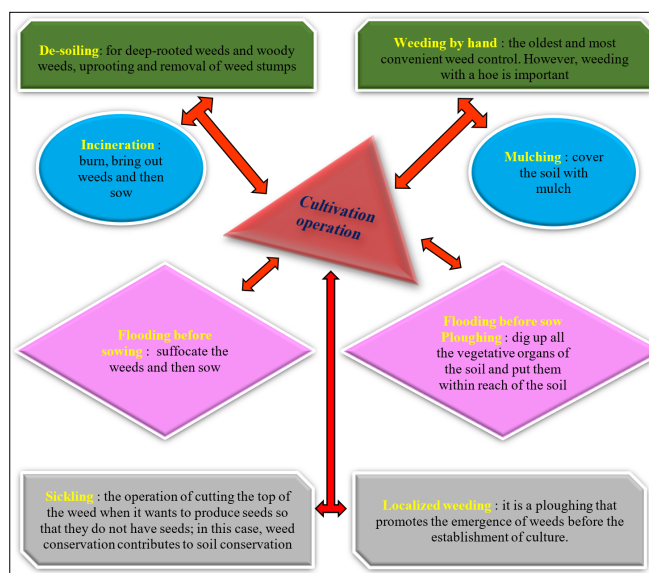 De-soiling: for deep-rooted weeds and woody
weeds, uprooting and removal of weed stumps
Weeding by hand : the oldest and most
convenient weed control. However, weeding
with a hoe is important
Incineration :
burn, bring out
weeds and then
sow
Mulching : cover
the soil with
mulch
Cultivation
operation
Flooding before
sowing : suffocate the
weeds and then sow
Flooding before sow
Ploughing : dig up all
the vegetative organs of
the soil and put them
within reach of the soil
Sickling : the operation of cutting the top of
the weed when it wants to produce seeds so
that they do not have seeds; in this case, weed
conservation contributes to soil conservation
Localized weeding : it is a ploughing that
promotes the emergence of weeds before the
establishment of culture.